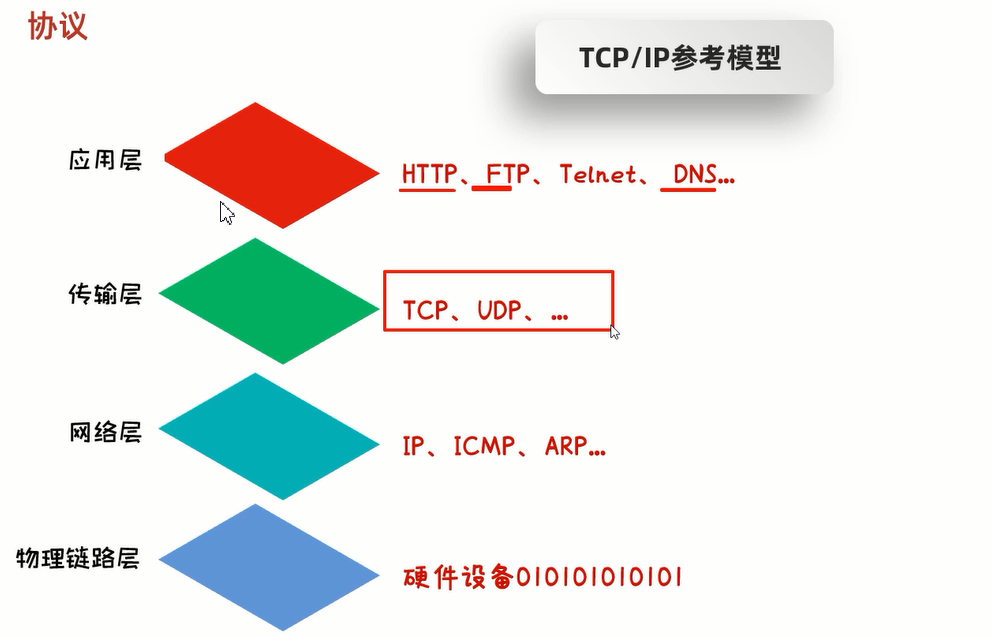 协议
TCP/IP参考模型
应用层
HTTP、FTP、Telnet、DNS...
传输层
TCP、UDP、...
网络层
IP、ICMP、ARP...
物理链路层
硬件设备010101010101